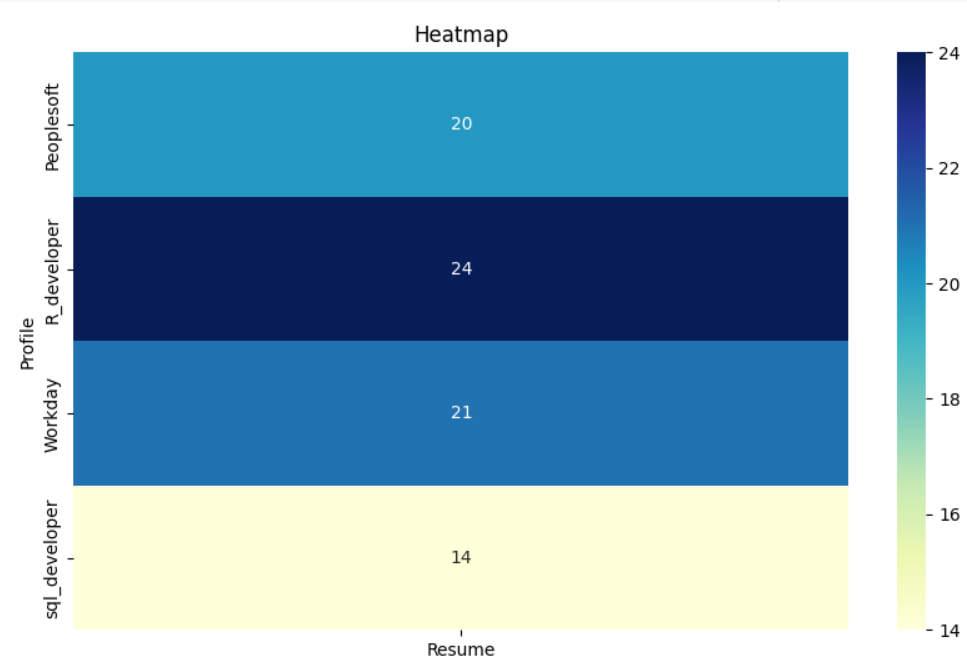 Heatmap
Profile
Peoplesoft
R_developer
Workday
sql_developer
20
24
21
14
Resume
24
22
20
18
16
14